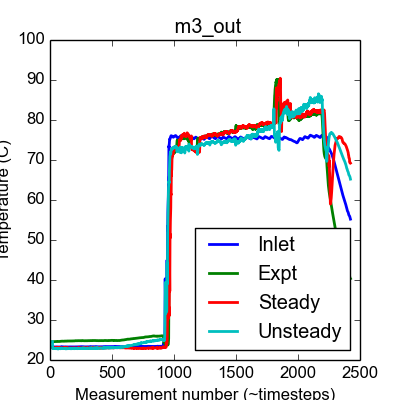 m3_out
Temperature (C)
100
90
80
70
60
50
40
30
20
0
500
1000
1500
2000
2500
Measurement number (~timesteps)
Inlet
Expt
Steady
Unsteady